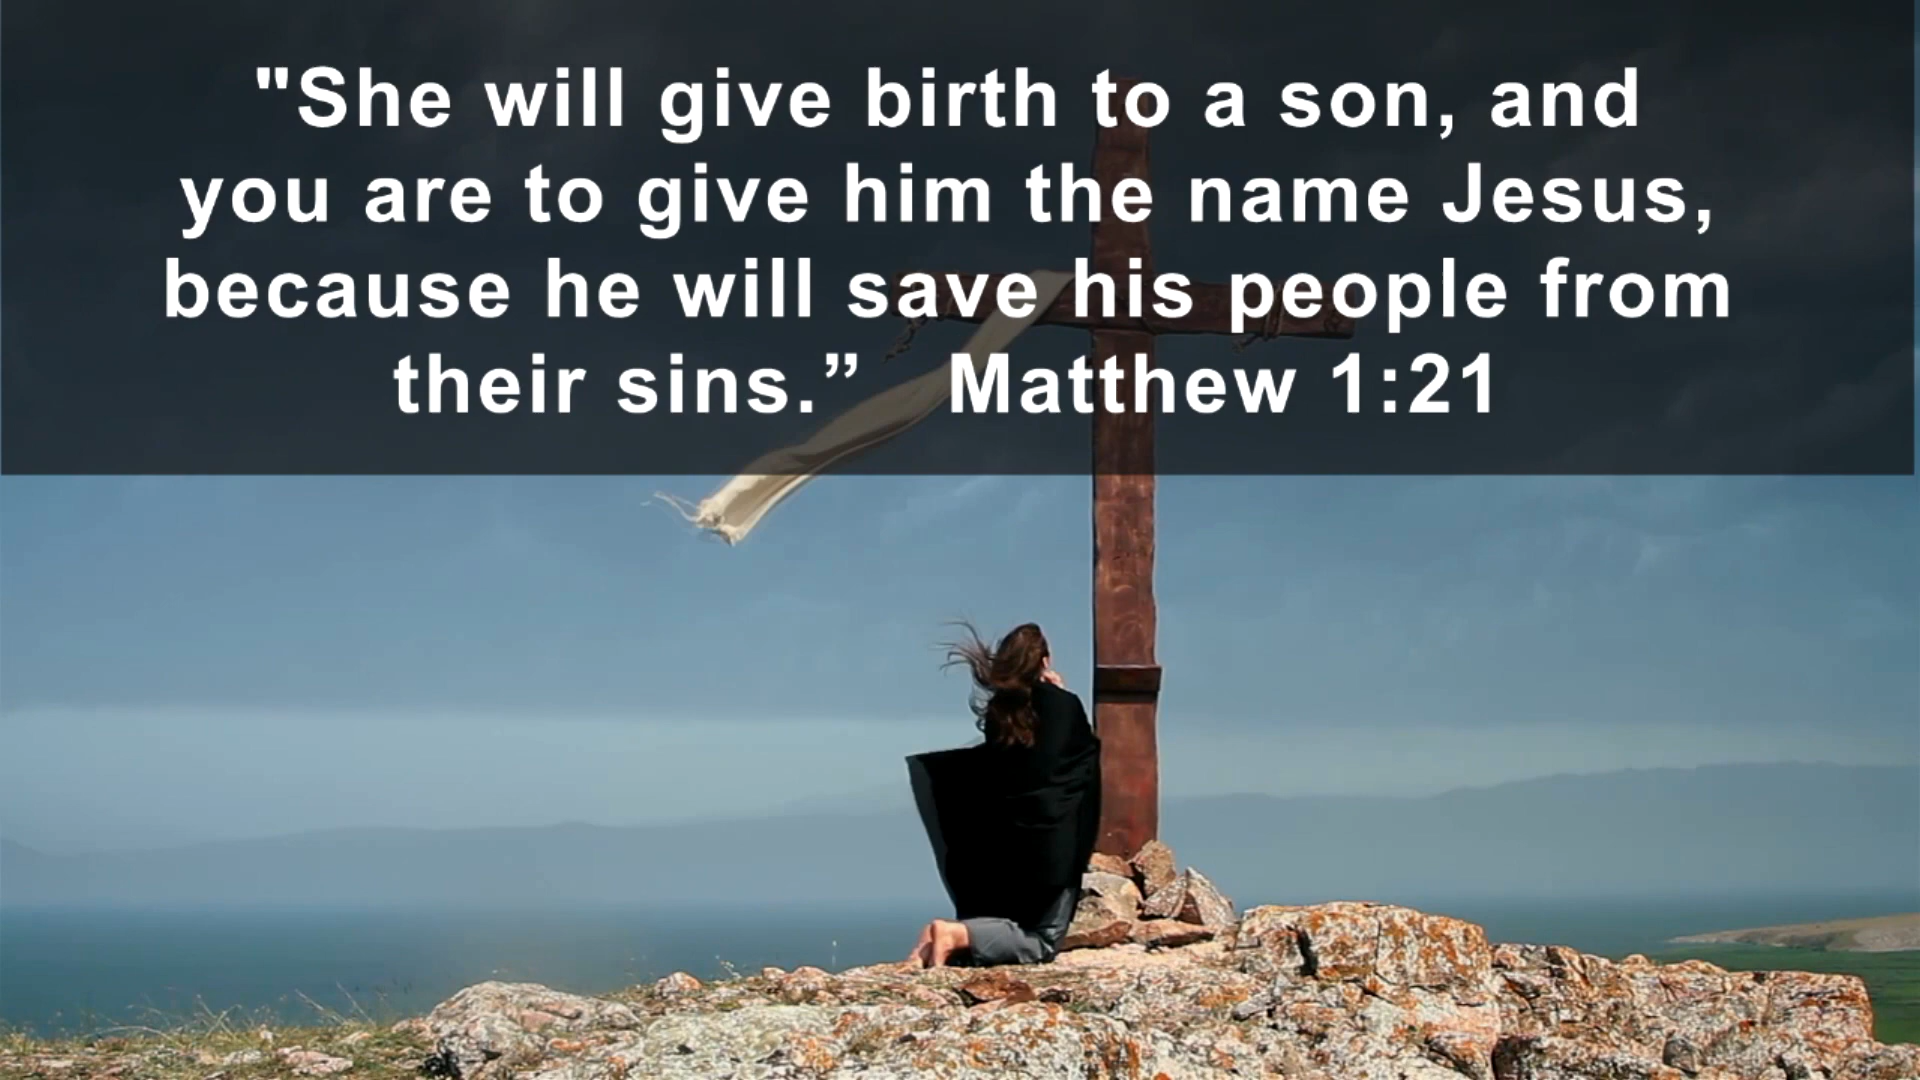 "She will give birth to a son, and
you are to give him the name Jesus,
because he will save his people from
their sins.” Matthew 1:21